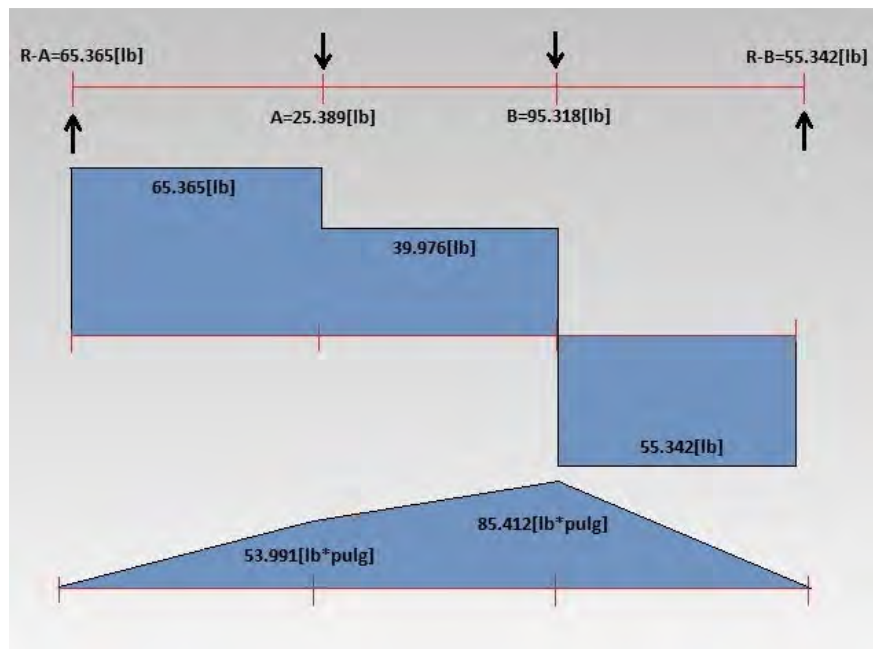 R-A=65.365[lb]
R-B=55.342[lb]
A=25.389[lb]
B=95.318[lb]
65.365[lb]
39.976[lb]
55.342[lb]
85.412[lb*pulg]
53.991[lb*pulg]